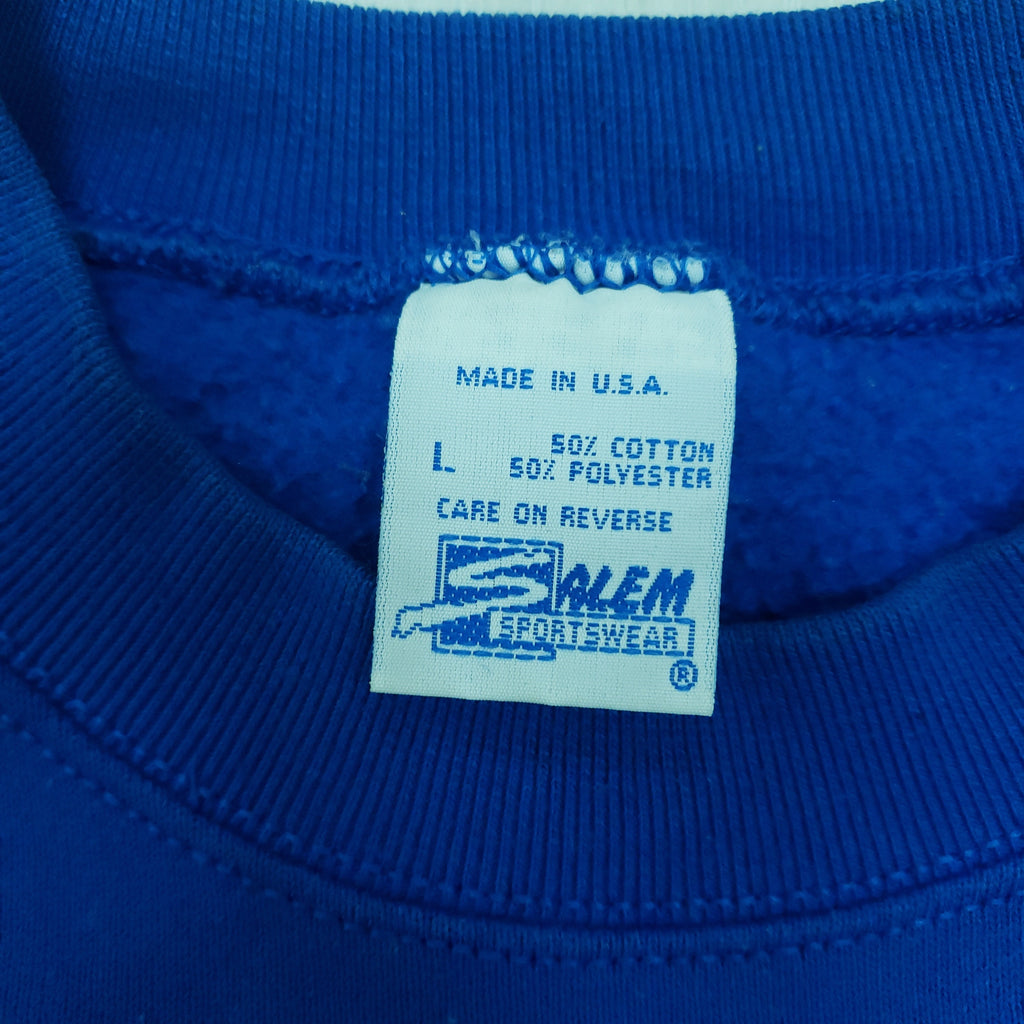 MADE IN U.S.A.
L
50% COTTON
50% POLYESTER
CARE ON REVERSE
SALEM
SPORTSWEAR
®